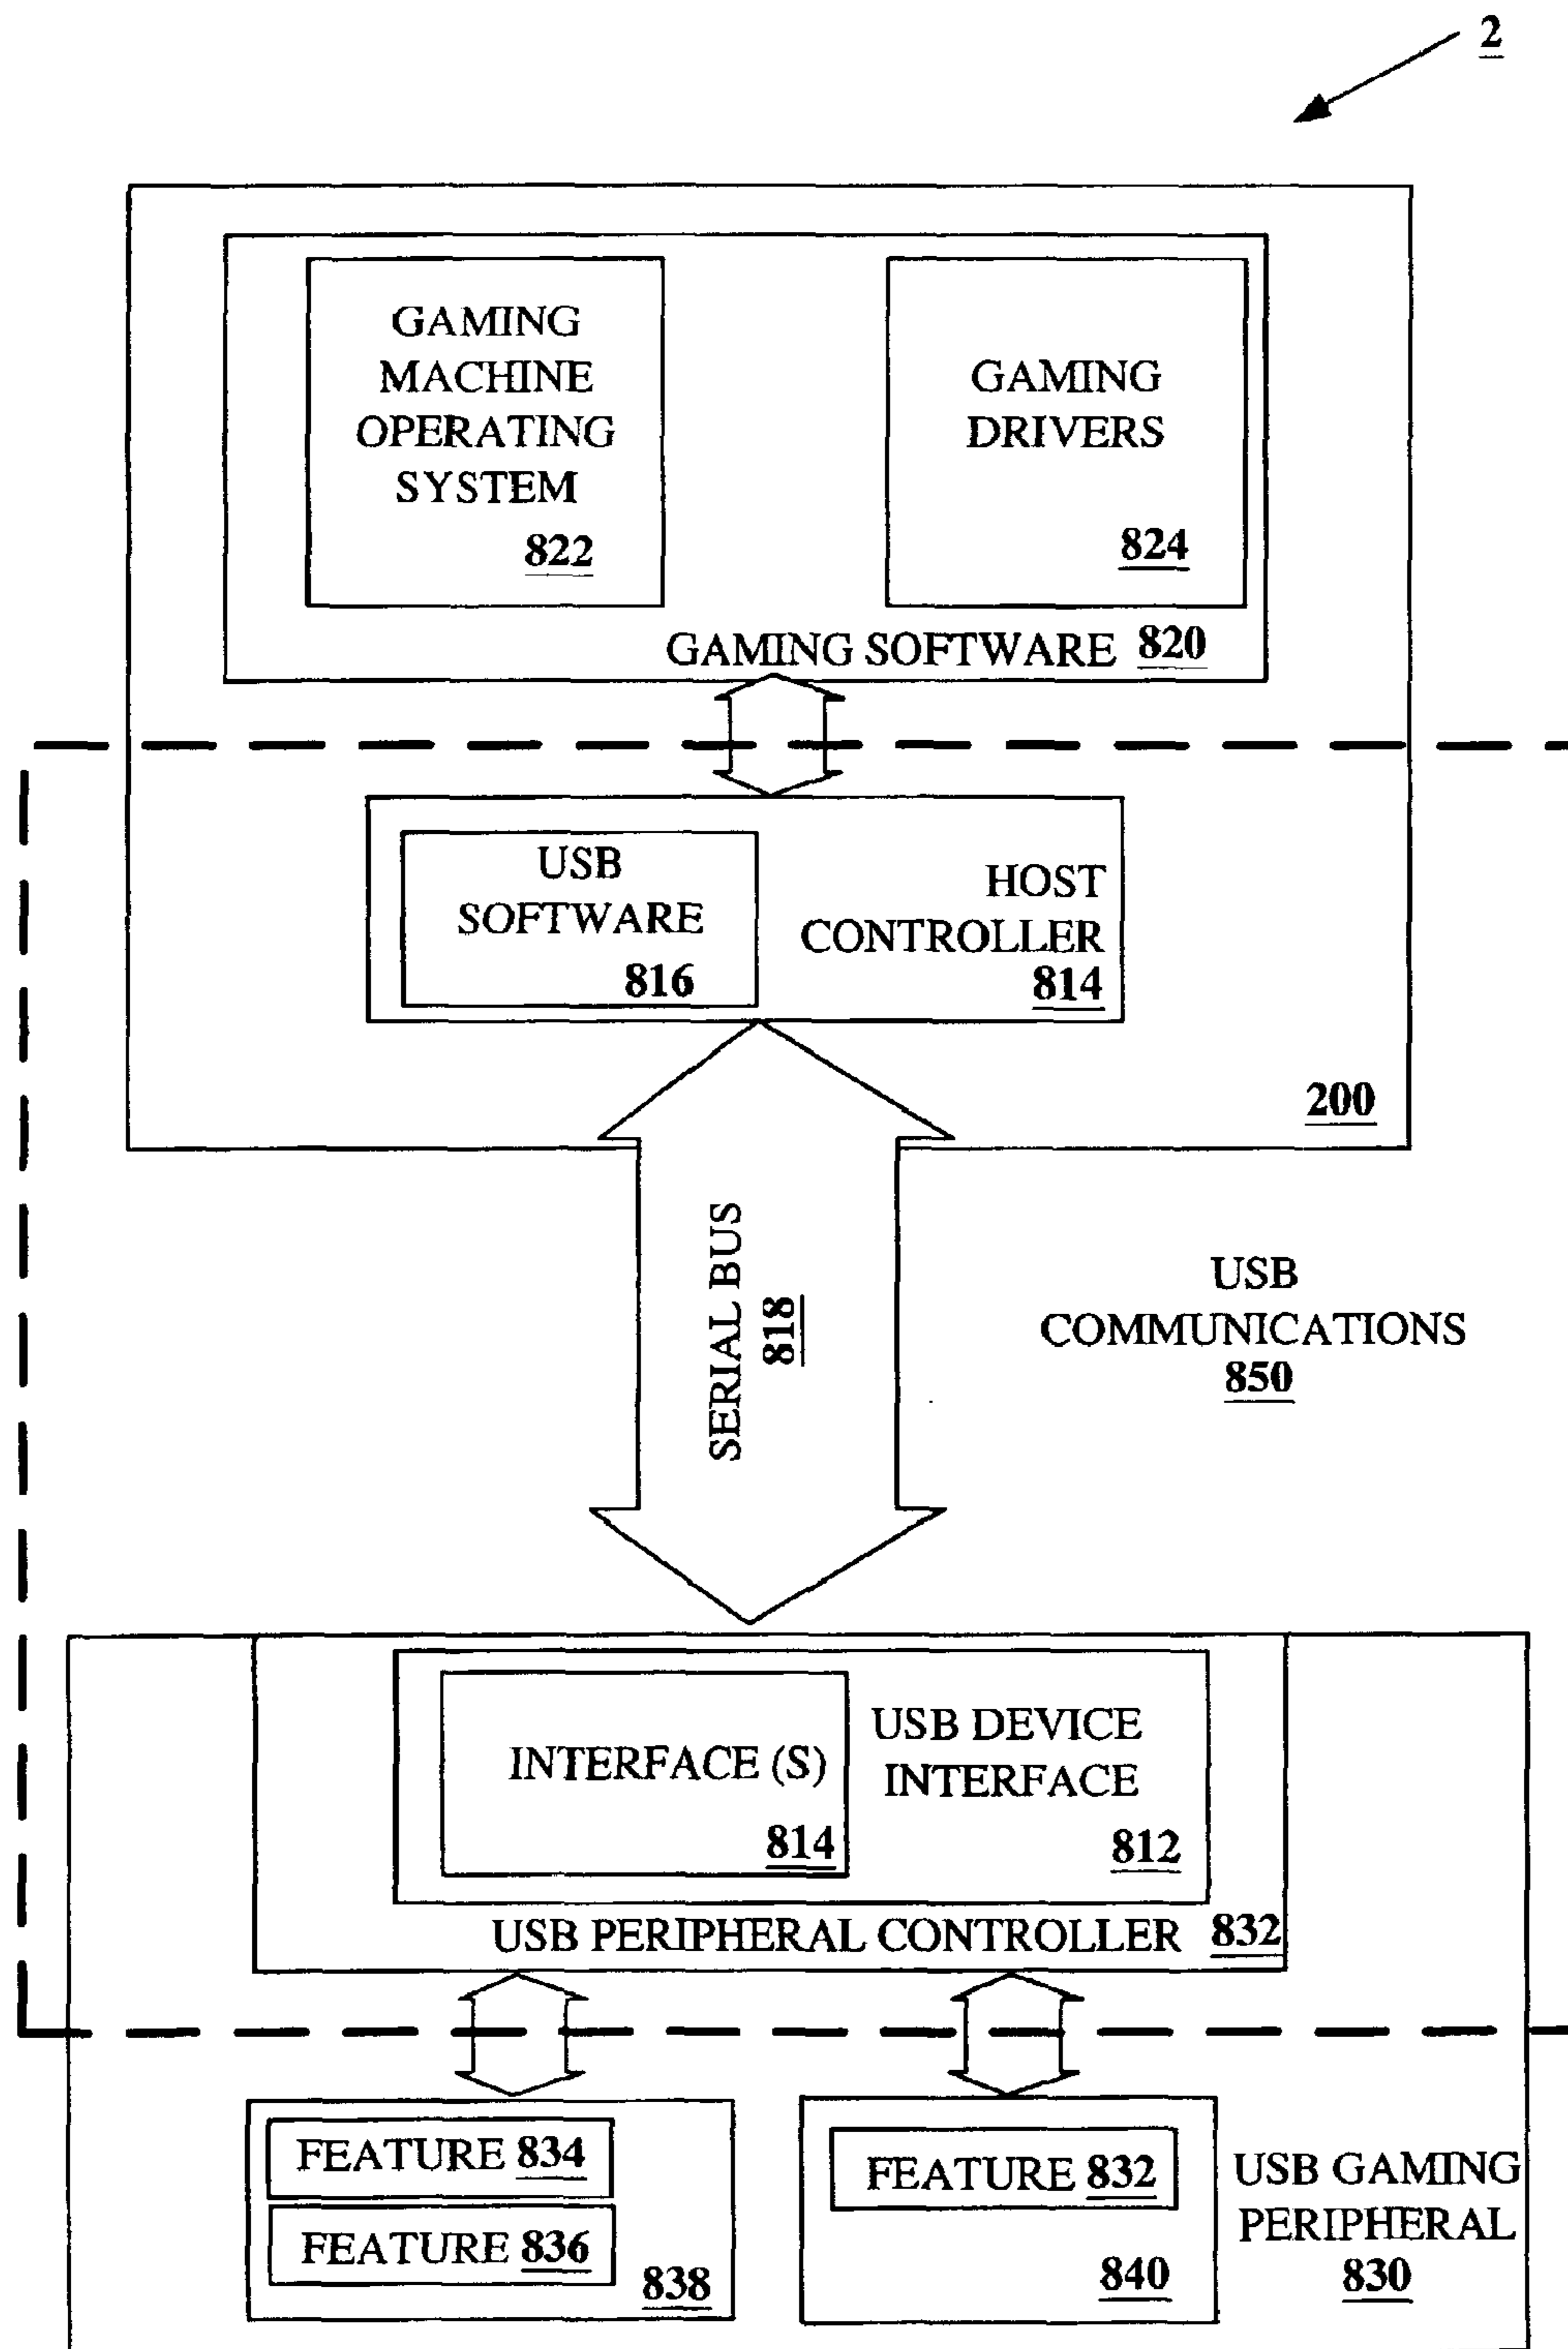 2
GAMING
MACHINE
OPERATING
SYSTEM
822
GAMING
DRIVERS
824
GAMING SOFTWARE 820
USB
SOFTWARE
816
HOST
CONTROLLER
814
200
SERIAL BUS
818
USB
COMMUNICATIONS
850
INTERFACE (S)
814
USB DEVICE
INTERFACE
812
USB PERIPHERAL CONTROLLER 832
FEATURE 834
FEATURE 836
838
FEATURE 832
840
USB GAMING
PERIPHERAL
830